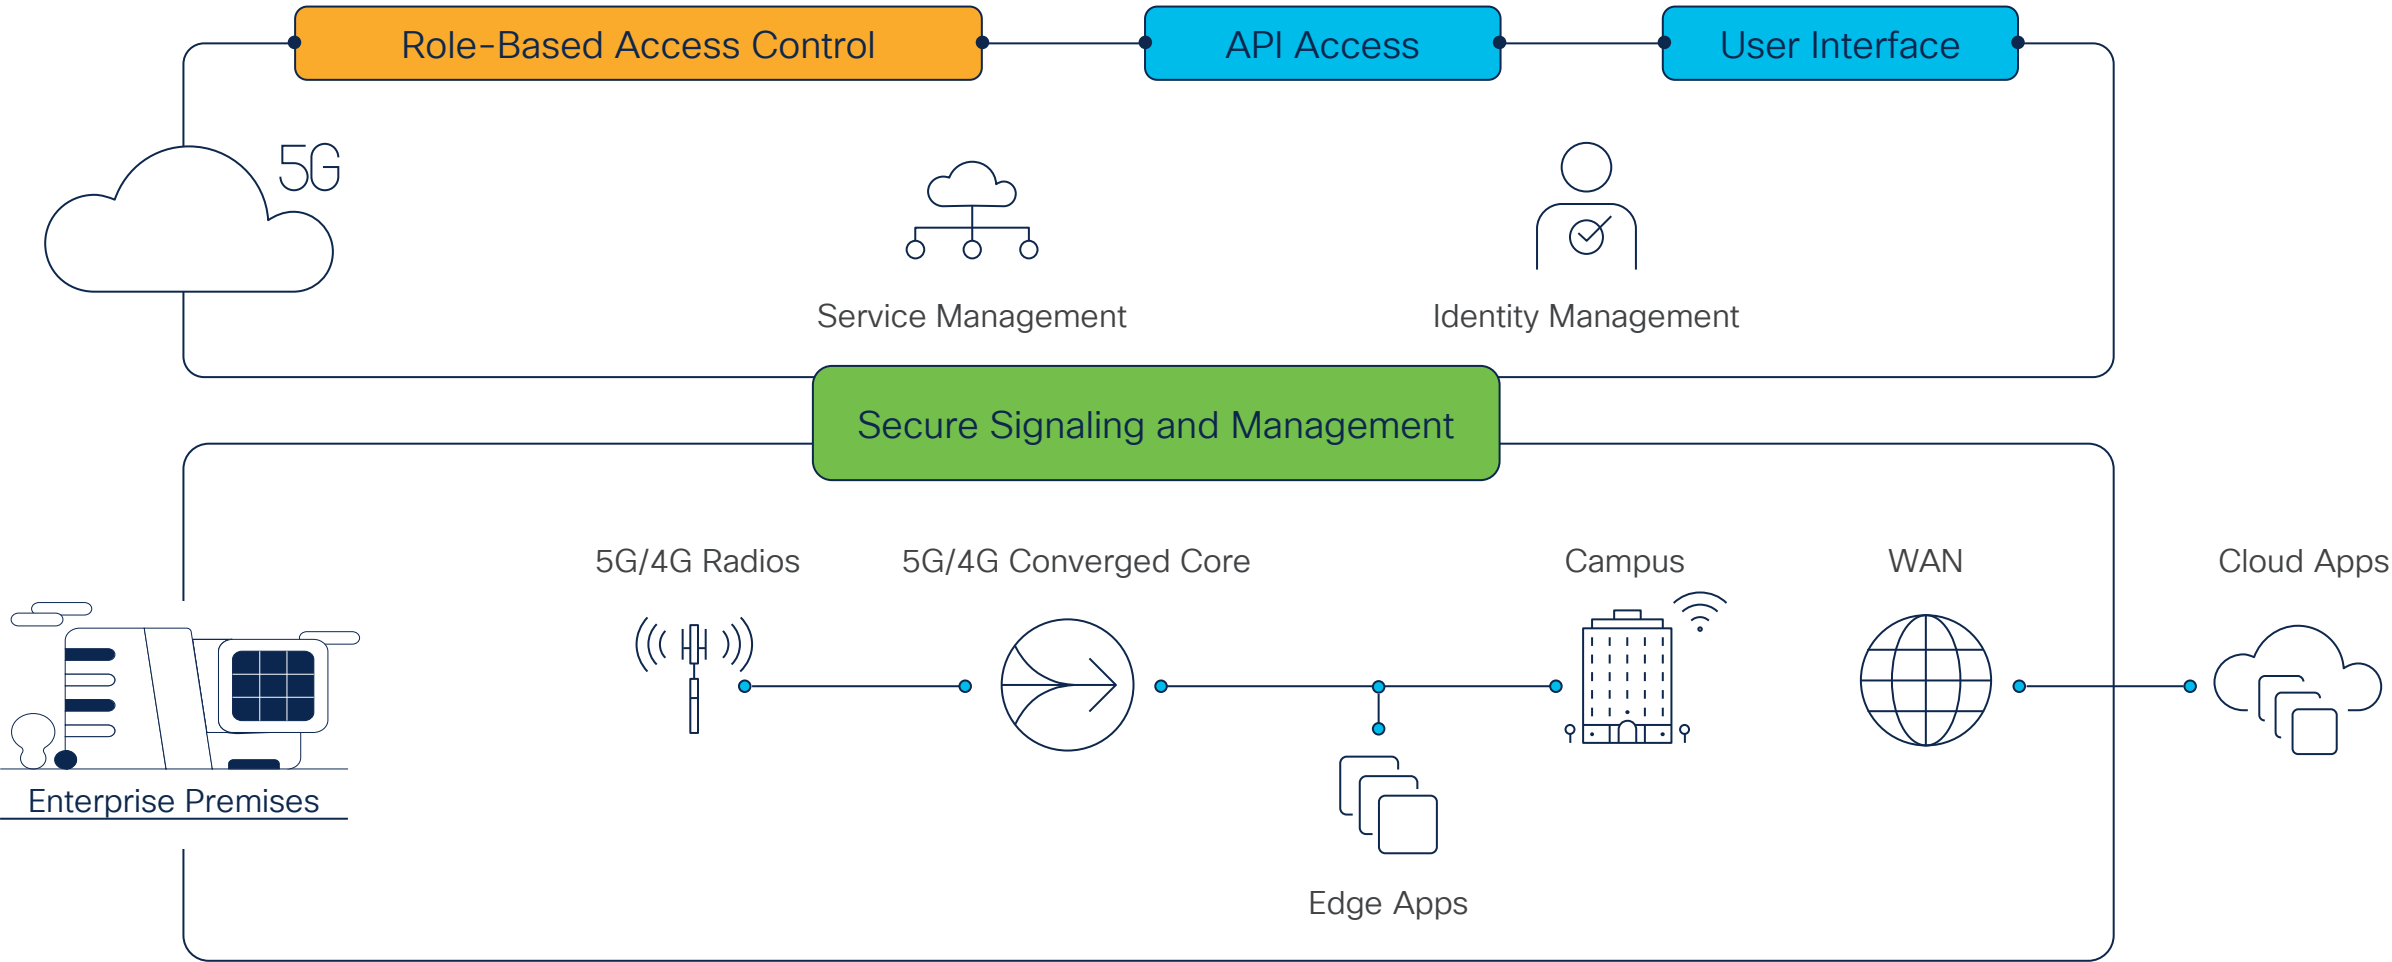 Role-Based Access Control
API Access
User Interface
5G
Service Management
Identity Management
Secure Signaling and Management
5G/4G Radios
5G/4G Converged Core
Campus
WAN
Cloud Apps
Enterprise Premises
Edge Apps